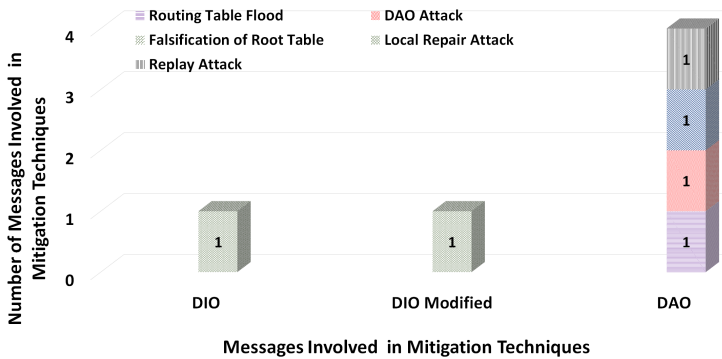 Routing Table Flood
DAO Attack
Falsification of Root Table
Local Repair Attack
Replay Attack
Number of Messages Involved in
Mitigation Techniques
4
3
2
1
0
1
1
1
1
1
1
DIO
DIO Modified
DAO
Messages Involved in Mitigation Techniques